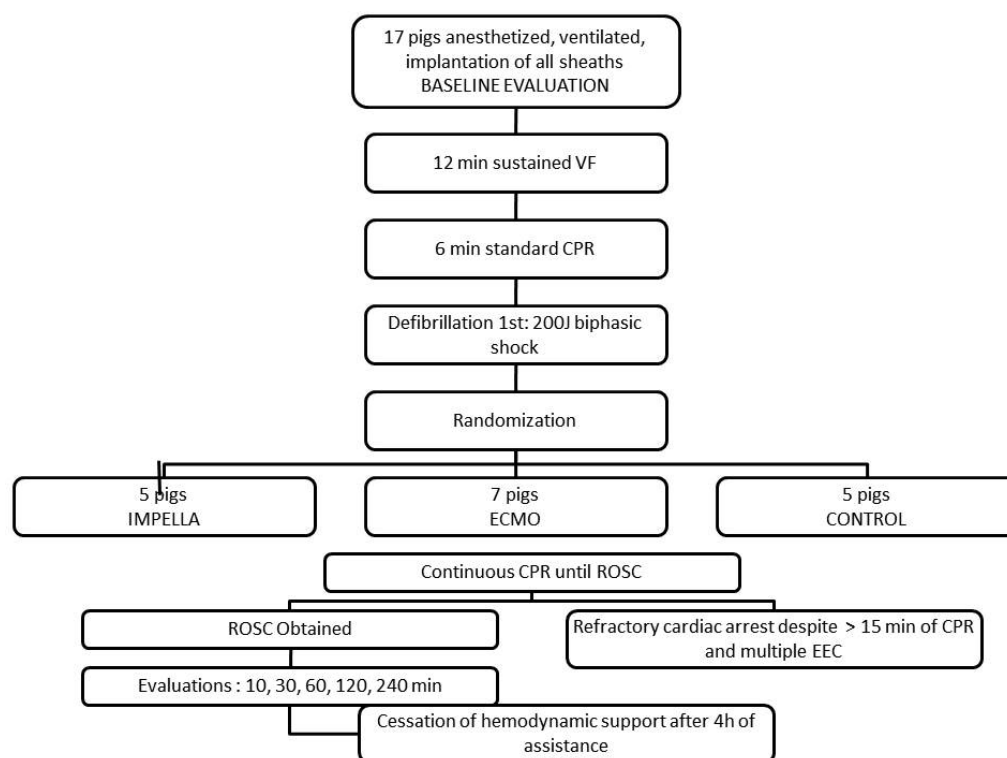 17 pigs anesthetized, ventilated,
implantation of all sheaths
BASELINE EVALUATION
12 min sustained VF
6 min standard CPR
Defibrillation 1st: 200J biphasic
shock
Randomization
5 pigs
IMPELLA
7 pigs
ECMO
5 pigs
CONTROL
Continuous CPR until ROSC
ROSC Obtained
Refractory cardiac arrest despite > 15 min of CPR
and multiple EEC
Evaluations : 10, 30, 60, 120, 240 min
Cessation of hemodynamic support after 4h of
assistance